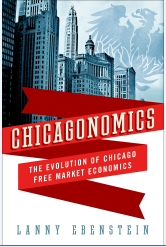 CHICAGONOMICS
THE EVOLUTION OF CHICAGO
FREE MARKET ECONOMICS
LANNY EBENSTEIN